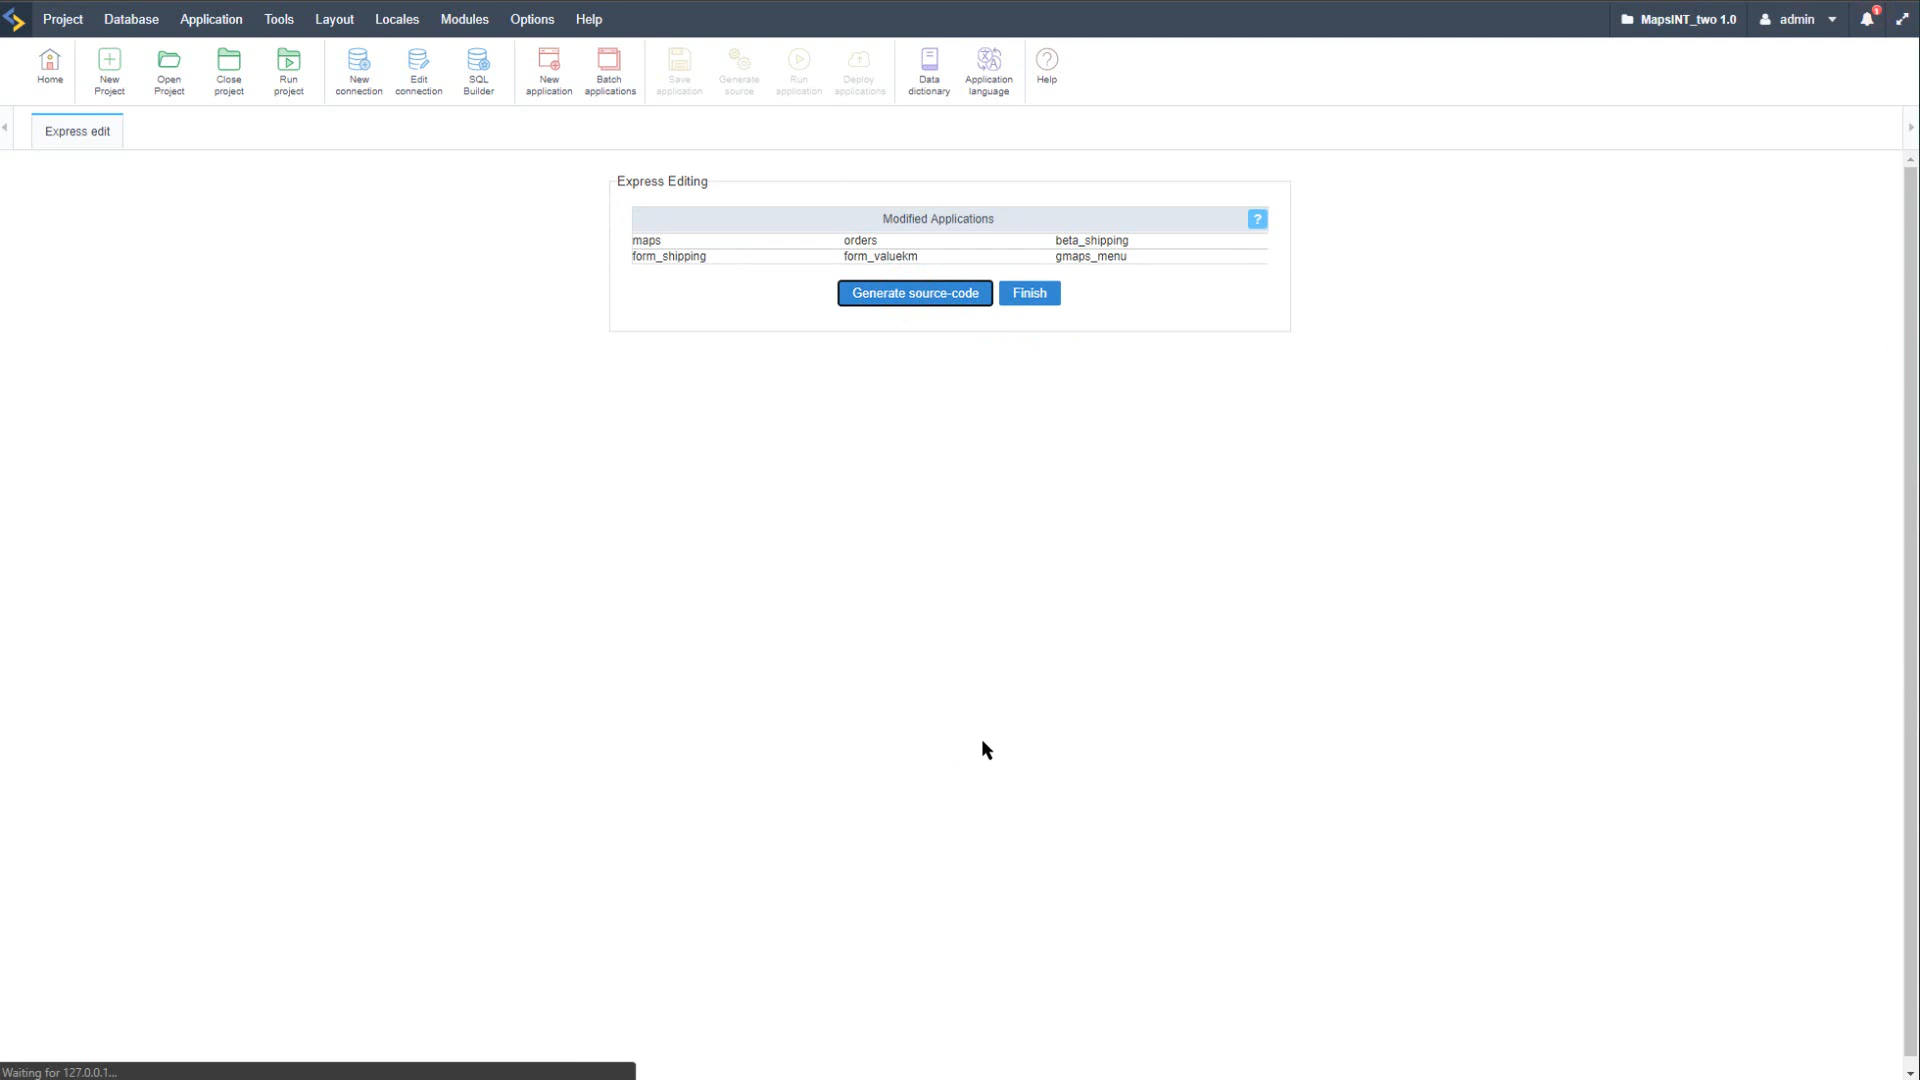 Project Database Application Tools Layout Locales Modules Options Help MapsINT_two 1.0 admin 1
Home New Project Open Project Close project Run project New connection Edit connection SQL Builder New application Batch applications Save application Generate source Run application Deploy applications Data dictionary Application language Help
Express edit
Express Editing
Modified Applications ?
maps orders beta_shipping
form_shipping form_valuekm gmaps_menu
Generate source-code Finish
Waiting for 127.0.0.1...